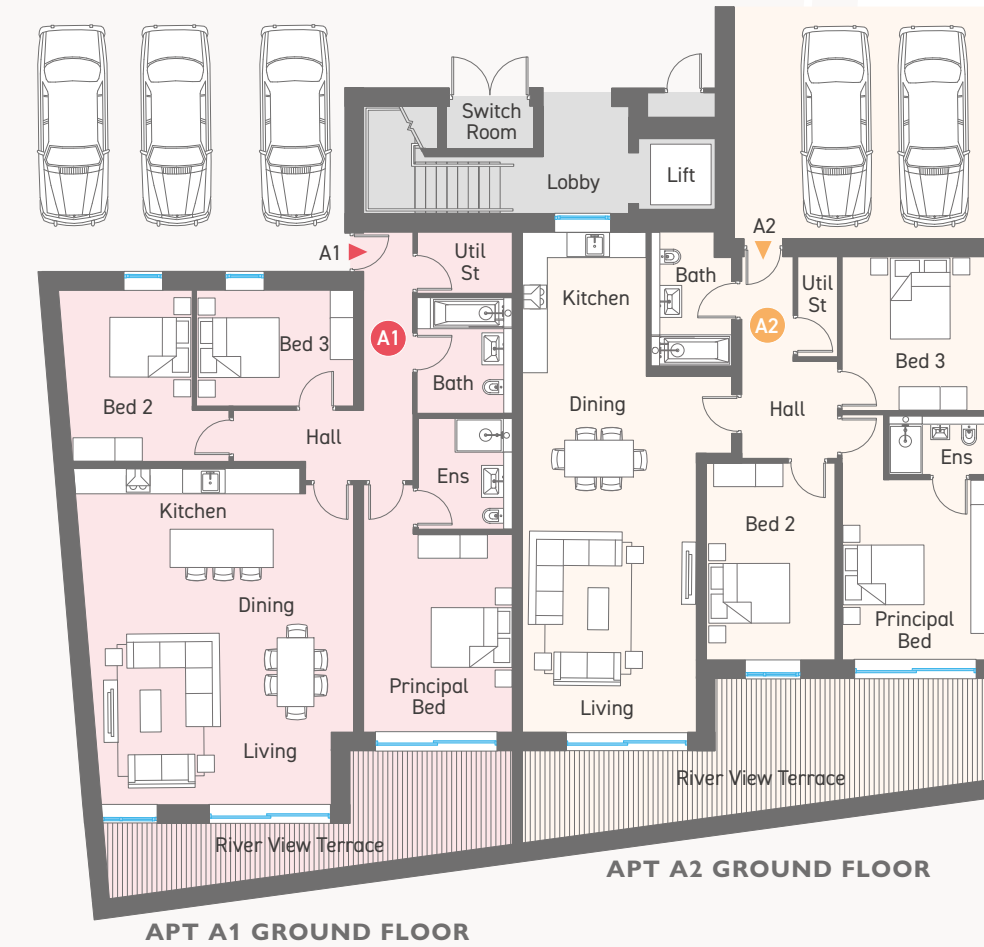 Switch
Room
Lobby
Lift
A1
Util
St
A2
Bath
Util
St
Kitchen
A1
A2
Bed 3
Bed 3
Bath
Bed 2
Dining
Hall
Hall
Ens
Ens
Kitchen
Bed 2
Dining
Principal
Bed
Principal
Bed
Living
Living
River View Terrace
River View Terrace
APT A2 GROUND FLOOR
APT A1 GROUND FLOOR